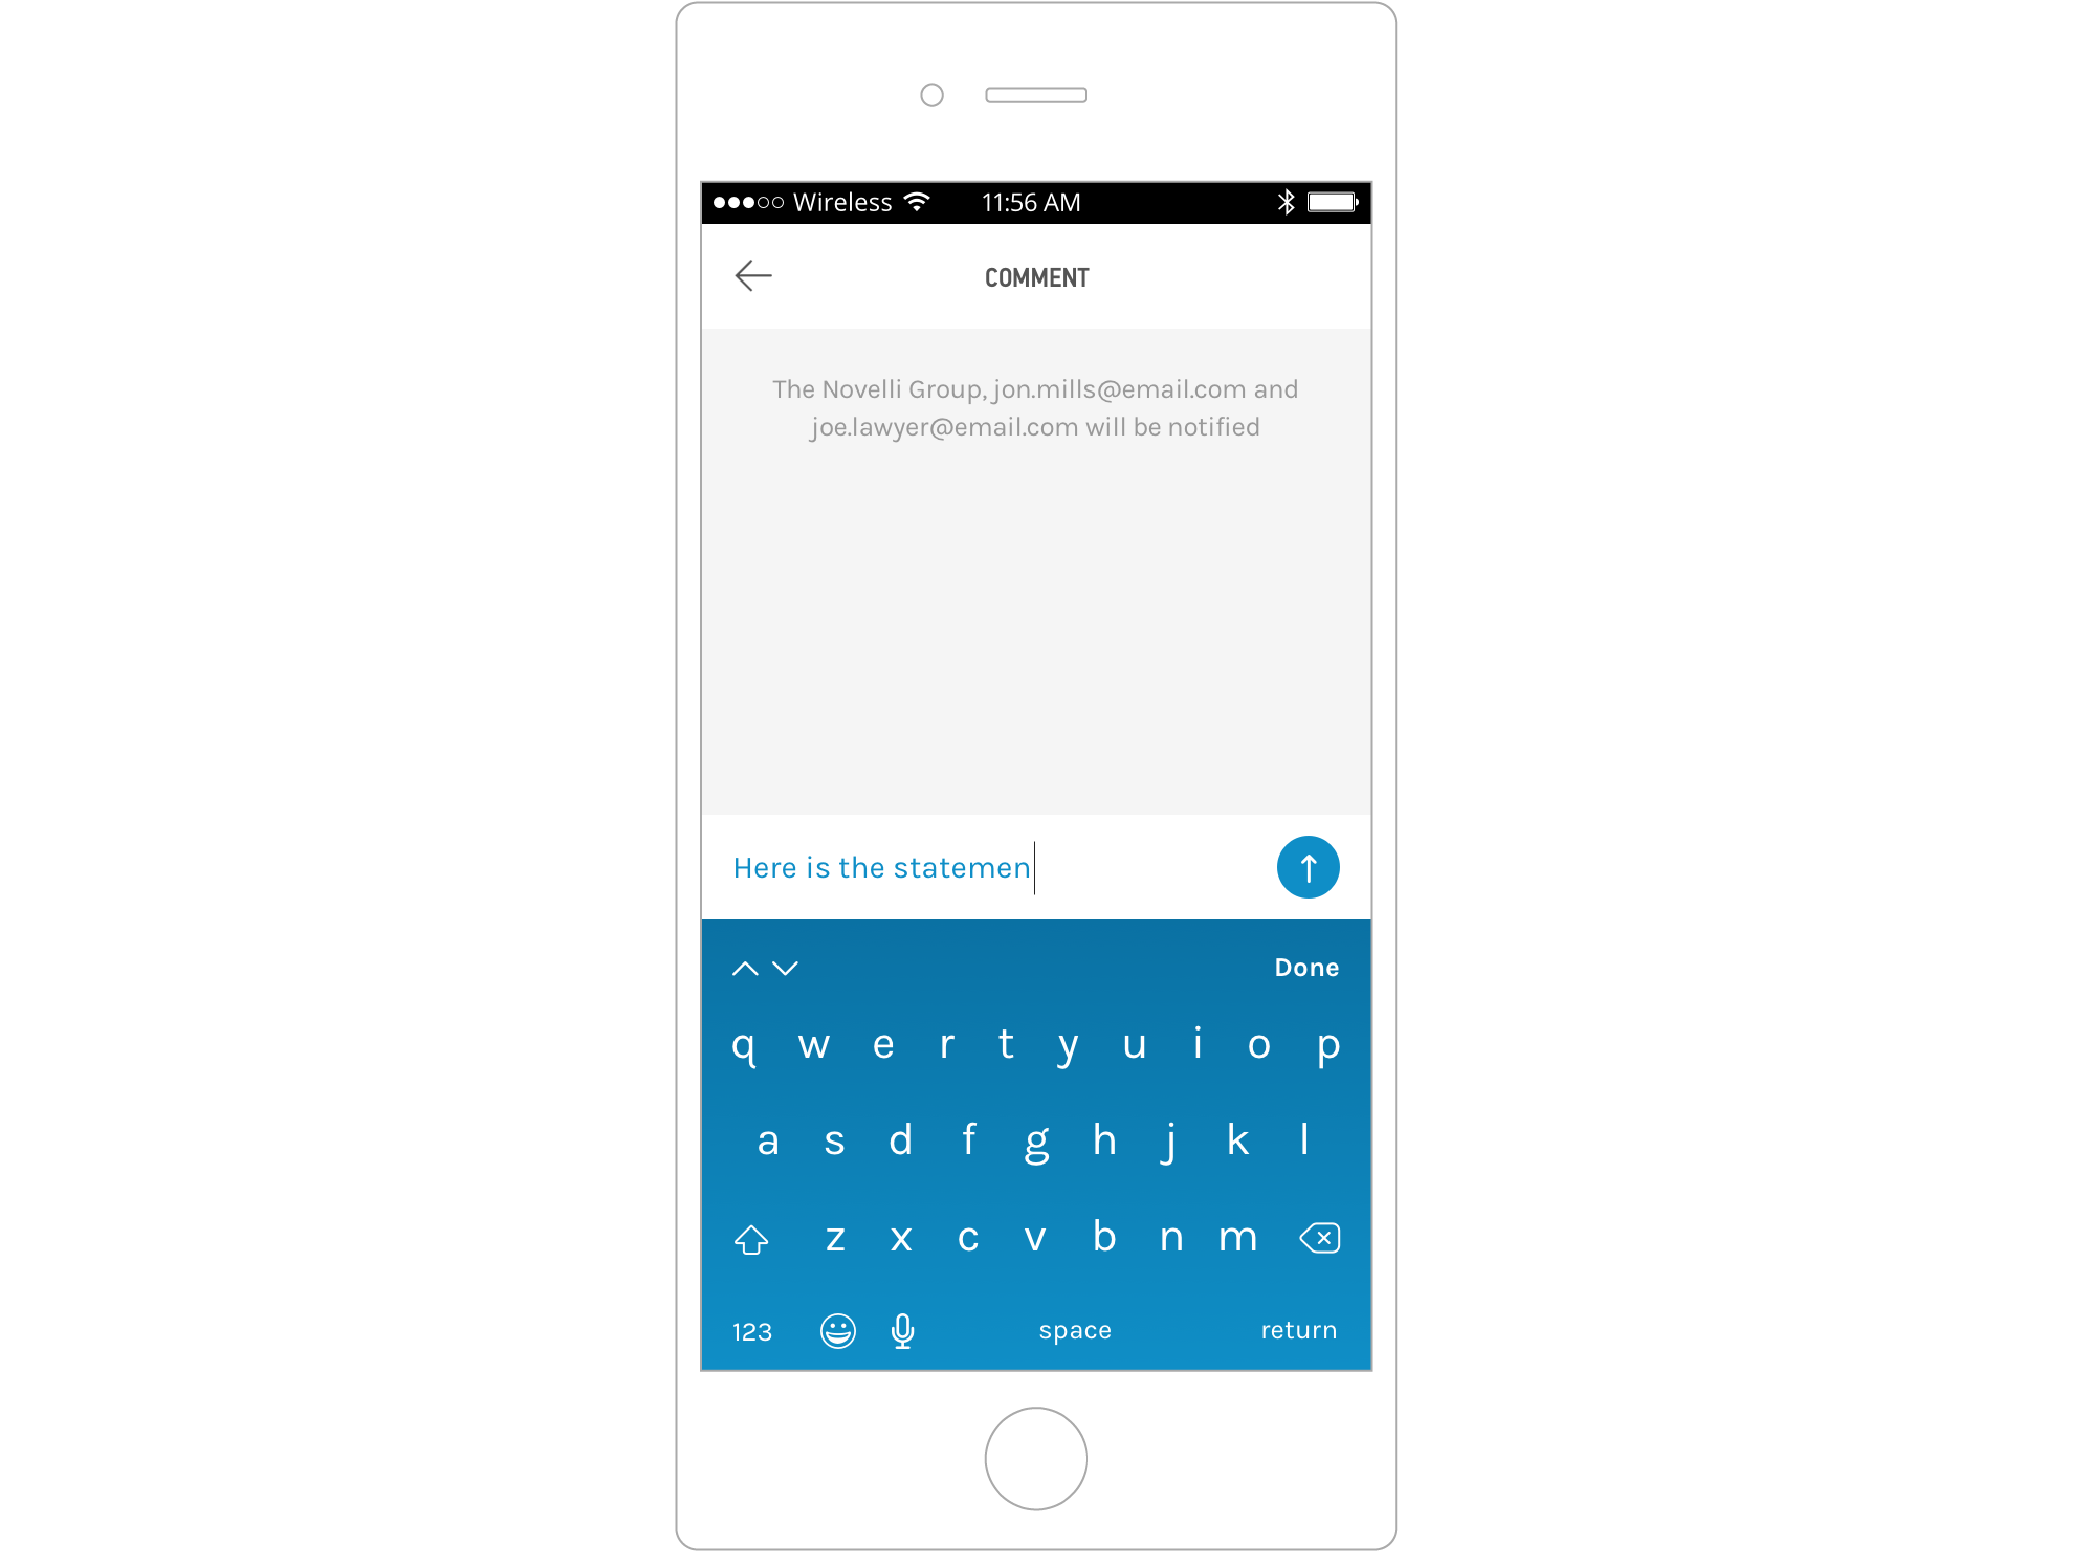 Wireless 11:56 AM
COMMENT
The Novelli Group, jon.mills@email.com and
joe.lawyer@email.com will be notified
Here is the statemen
Done
q w e r t y u i o p
a s d f g h j k l
z x c v b n m
123 space return